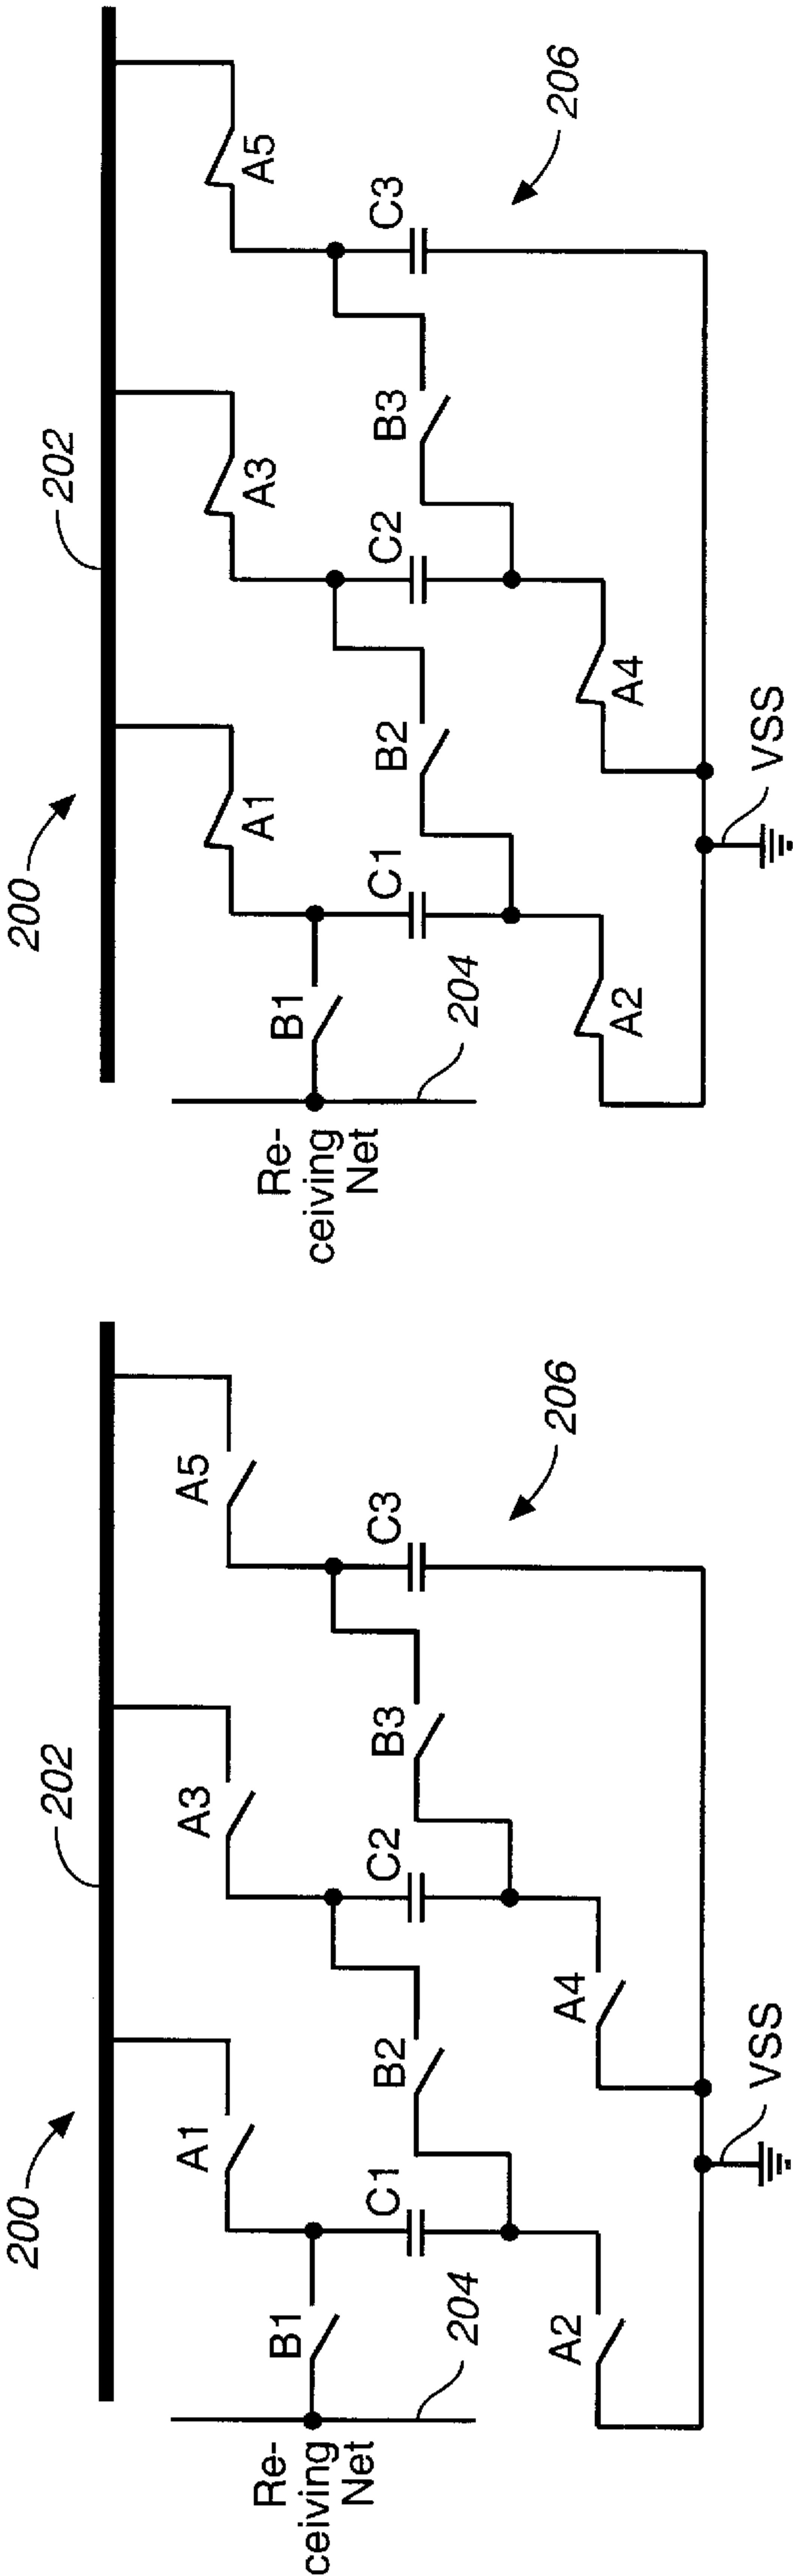 200
202
A1
A3
A5
B1
C1
B2
C2
B3
C3
206
Re-
ceiving
Net
204
A2
A4
VSS
200
202
A1
A3
A5
B1
C1
B2
C2
B3
C3
206
Re-
ceiving
Net
204
A2
A4
VSS